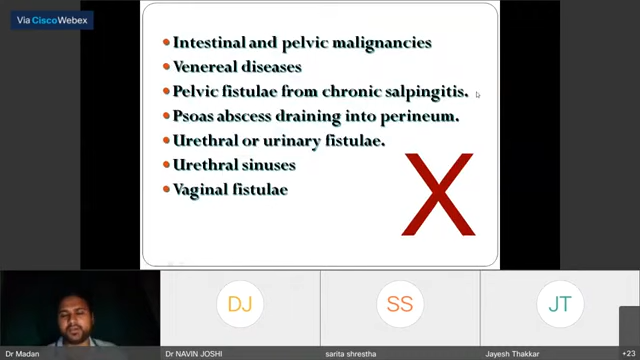 Via CiscoWebex
Intestinal and pelvic malignancies
Venereal diseases
Pelvic fistulae from chronic salpingitis.
Psoas abscess draining into perineum.
Urethral or urinary fistulae.
Urethral sinuses
Vaginal fistulae
X
DJ
SS
JT
Dr Madan
Dr NAVIN JOSHI
sarita shrestha
Jayesh Thakkar
+23